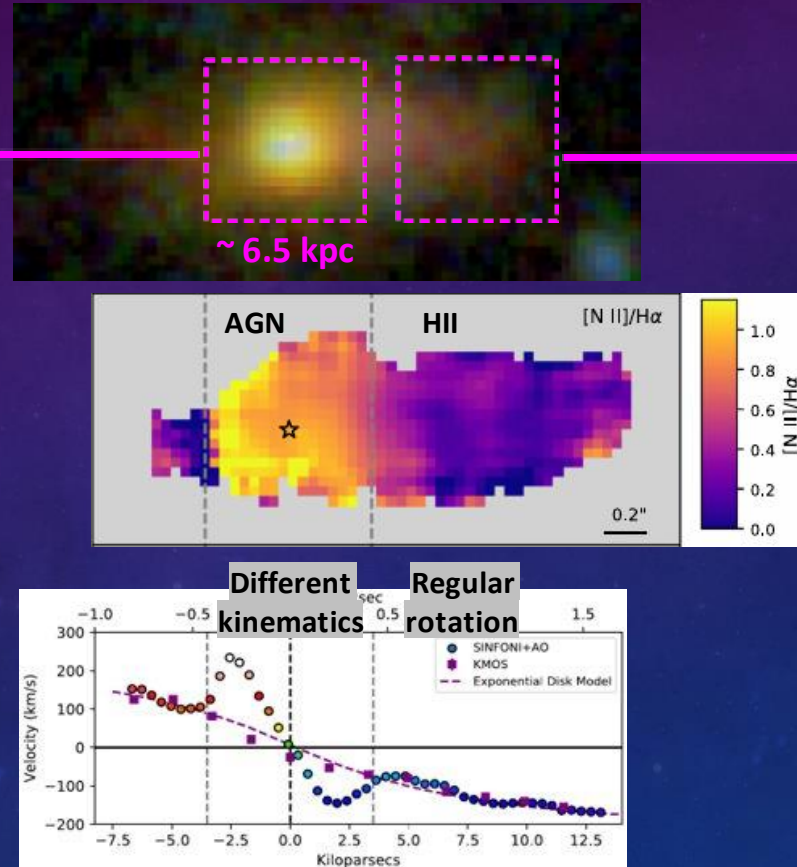 ~ 6.5 kpc
AGN HII [N II]/Hα
1.0
0.8
0.6
0.4
0.2
0.0
[N II]/Hα
0.2"
Different Regular
kinematics rotation
sec
−1.0 −0.5 0.5 1.5
300
200
100
0
−100
−200
Velocity (km/s)
SINFONI+AO
KMOS
Exponential Disk Model
−7.5 −5.0 −2.5 0.0 2.5 5.0 7.5 10.0 12.5
Kiloparsecs